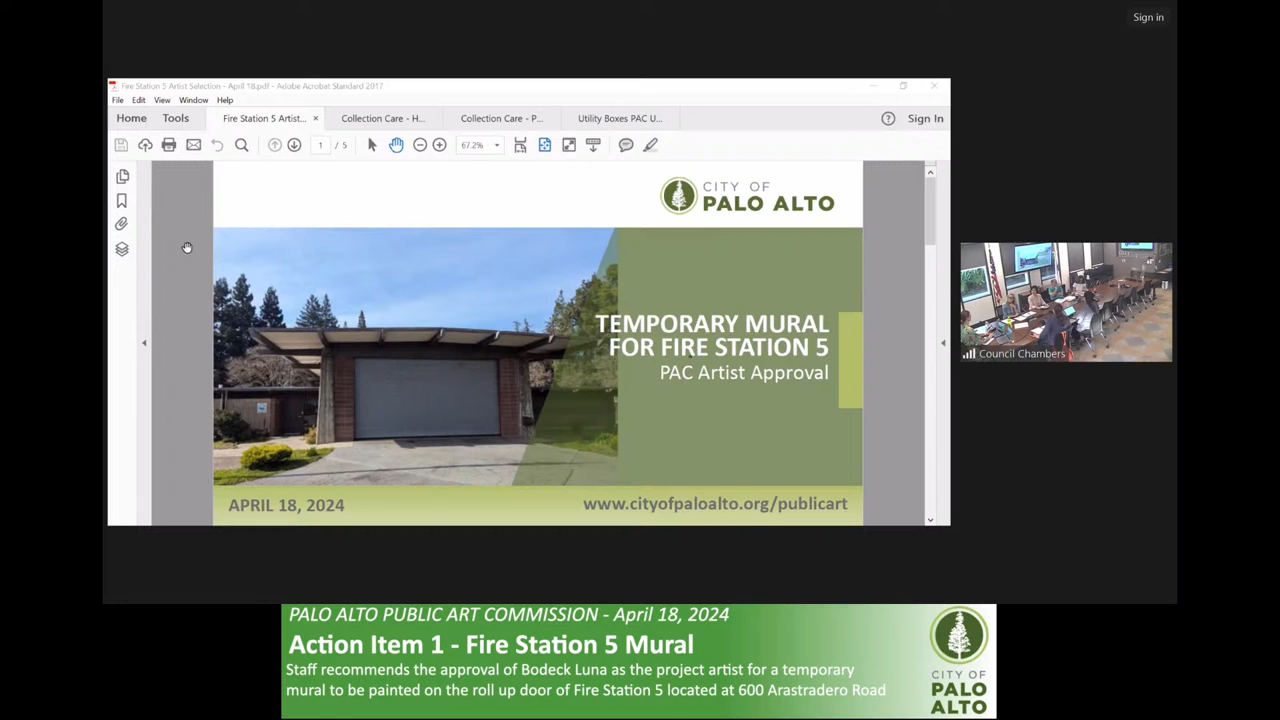 Sign in
Fire Station 5 Artist Selection - April 18.pdf - Adobe Acrobat Standard 2017
File Edit View Window Help
Home Tools Fire Station 5 Artist... × Collection Care - H... Collection Care - P... Utility Boxes PAC U... Sign In
1 / 5 67.2%
CITY OF
PALO ALTO
TEMPORARY MURAL
FOR FIRE STATION 5
PAC Artist Approval
APRIL 18, 2024 www.cityofpaloalto.org/publicart
Council Chambers
PALO ALTO PUBLIC ART COMMISSION - April 18, 2024
Action Item 1 - Fire Station 5 Mural
Staff recommends the approval of Bodeck Luna as the project artist for a temporary
mural to be painted on the roll up door of Fire Station 5 located at 600 Arastradero Road
CITY OF
PALO
ALTO